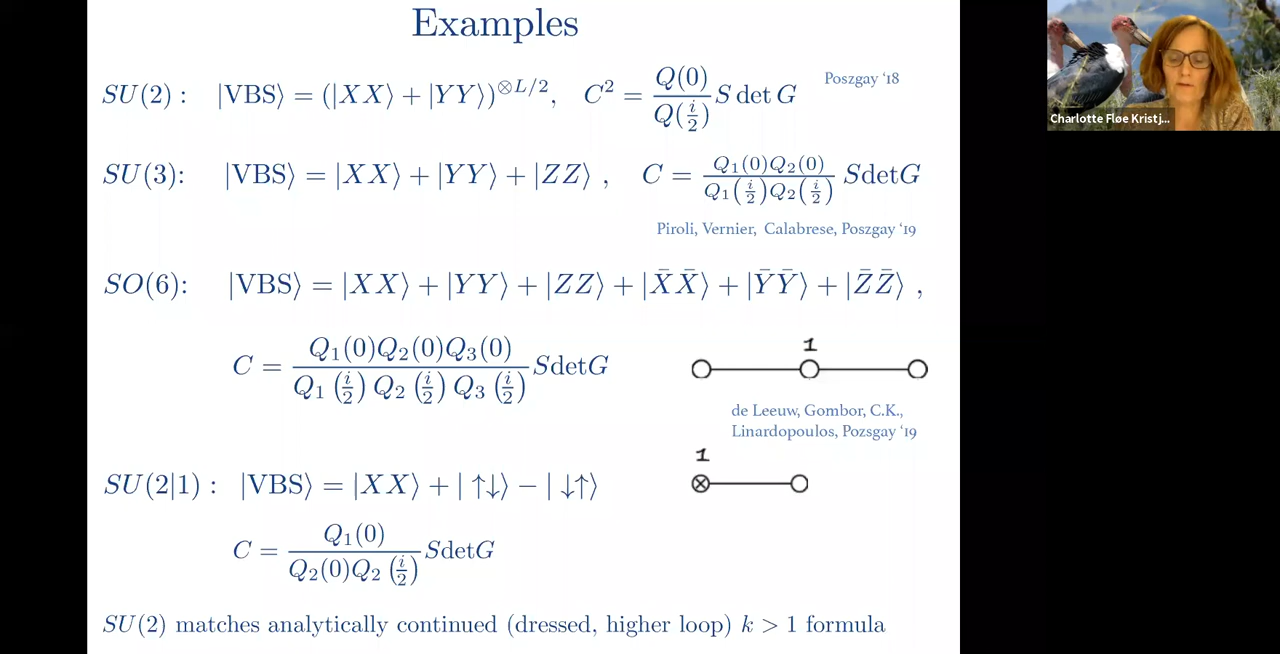 Examples
SU(2) : |VBS⟩ = (|XX⟩ + |YY⟩)^{⊗L/2}, C² = Q(0)/Q(i/2) S det G
Poszgay ‘18
SU(3): |VBS⟩ = |XX⟩ + |YY⟩ + |ZZ⟩ , C = Q₁(0)Q₂(0)/Q₁(i/2)Q₂(i/2) SdetG
Piroli, Vernier, Calabrese, Poszgay ‘19
SO(6): |VBS⟩ = |XX⟩ + |YY⟩ + |ZZ⟩ + |X̄X̄⟩ + |ȲȲ⟩ + |Z̄Z̄⟩ ,
C = Q₁(0)Q₂(0)Q₃(0)/Q₁(i/2) Q₂(i/2) Q₃(i/2) SdetG
1
de Leeuw, Gombor, C.K.,
Linardopoulos, Pozsgay ‘19
1
SU(2|1) : |VBS⟩ = |XX⟩ + | ↑↓⟩ − | ↓↑⟩
C = Q₁(0)/Q₂(0)Q₂(i/2) SdetG
SU(2) matches analytically continued (dressed, higher loop) k > 1 formula
Charlotte Fløe Kristj...